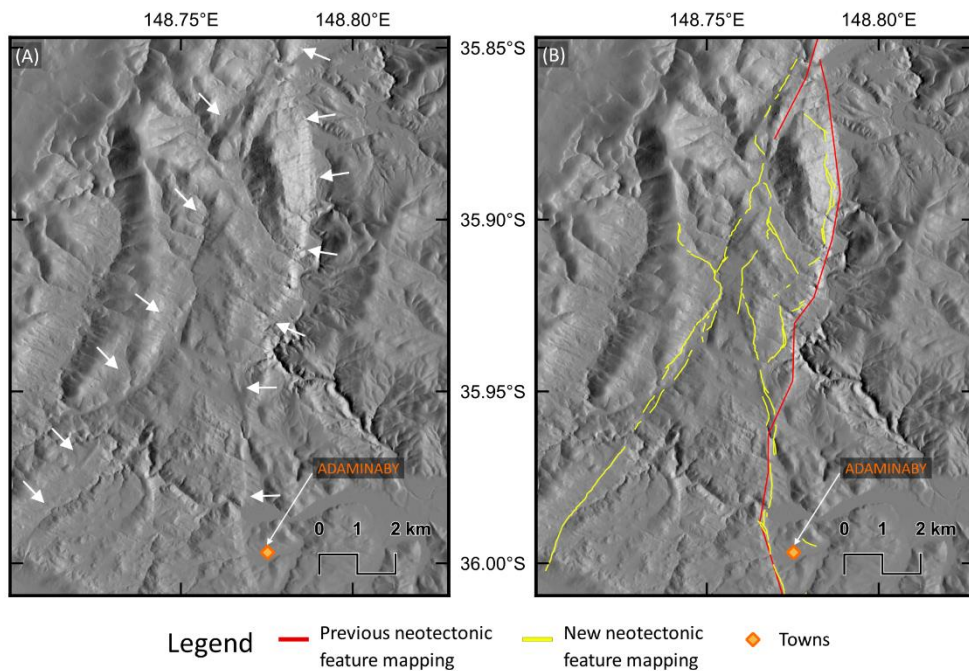 148.75°E 148.80°E 148.75°E 148.80°E
(A) 35.85°S (B)
35.90°S
35.95°S
ADAMINABY ADAMINABY
0 1 2 km 0 1 2 km
36.00°S
Legend Previous neotectonic feature mapping New neotectonic feature mapping Towns